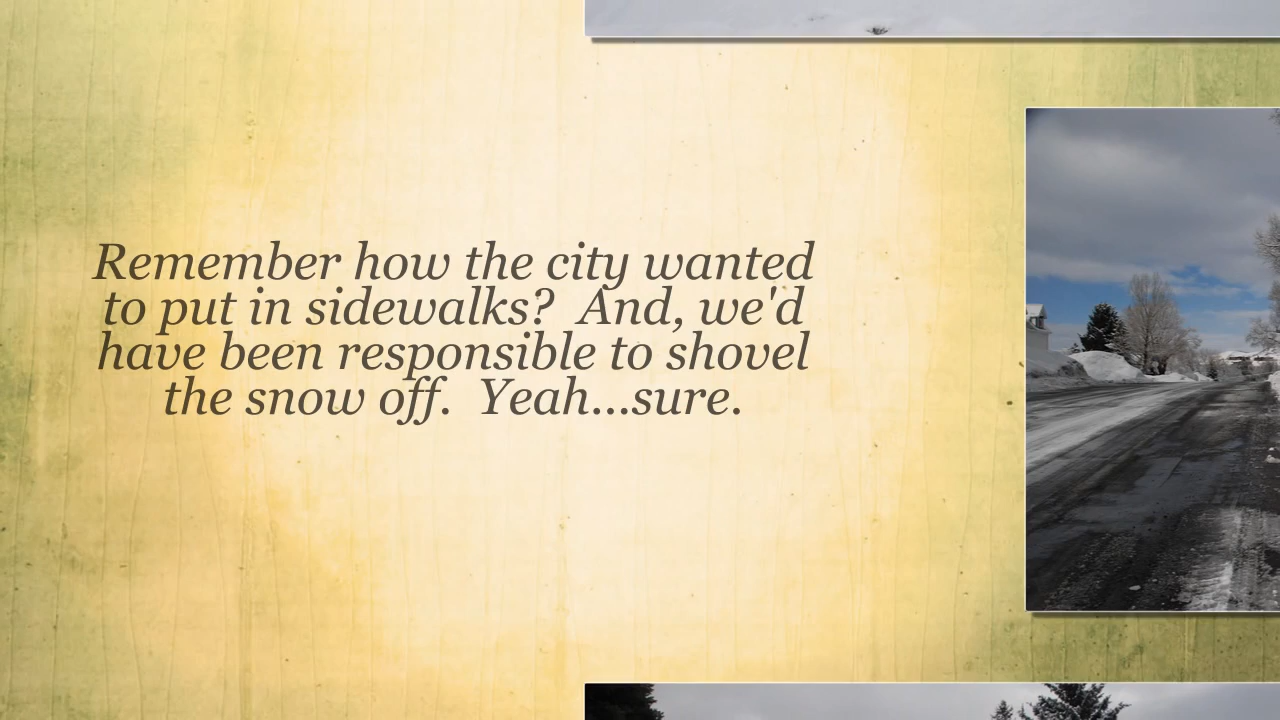 Remember how the city wanted
to put in sidewalks?  And, we'd
have been responsible to shovel
the snow off.  Yeah...sure.